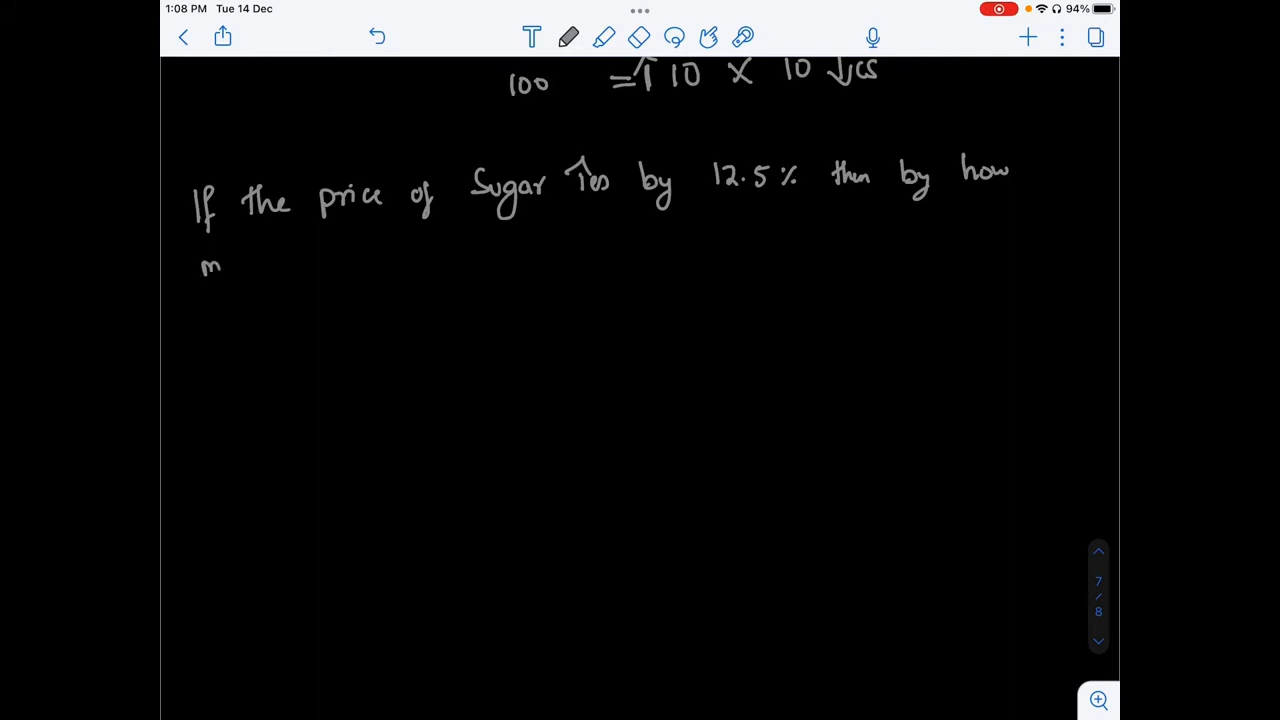 1:08 PM Tue 14 Dec
94%
T
100 =↑10 × 10 ↓ces
If the price of Sugar ↑es by 12.5% then by how
m
7
/
8